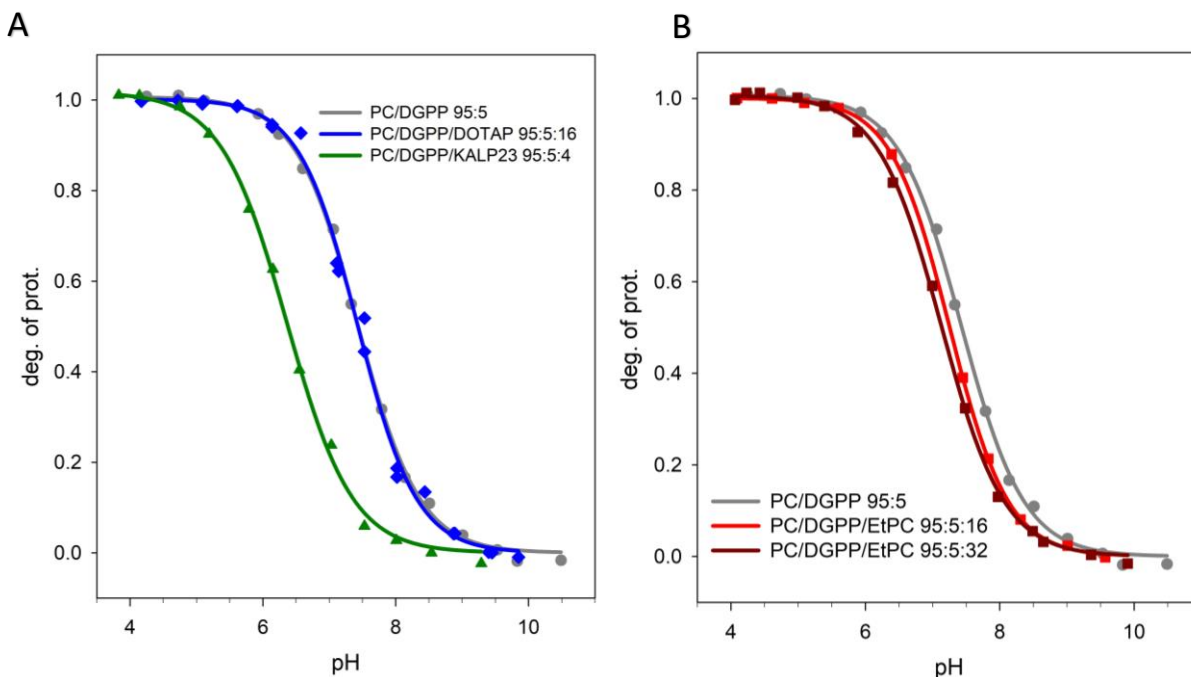 A
B
PC/DGPP 95:5
PC/DGPP/DOTAP 95:5:16
PC/DGPP/KALP23 95:5:4
deg. of prot.
1.0
0.8
0.6
0.4
0.2
0.0
4 6 8 10
pH
deg. of prot.
1.0
0.8
0.6
0.4
0.2
0.0
PC/DGPP 95:5
PC/DGPP/EtPC 95:5:16
PC/DGPP/EtPC 95:5:32
4 6 8 10
pH